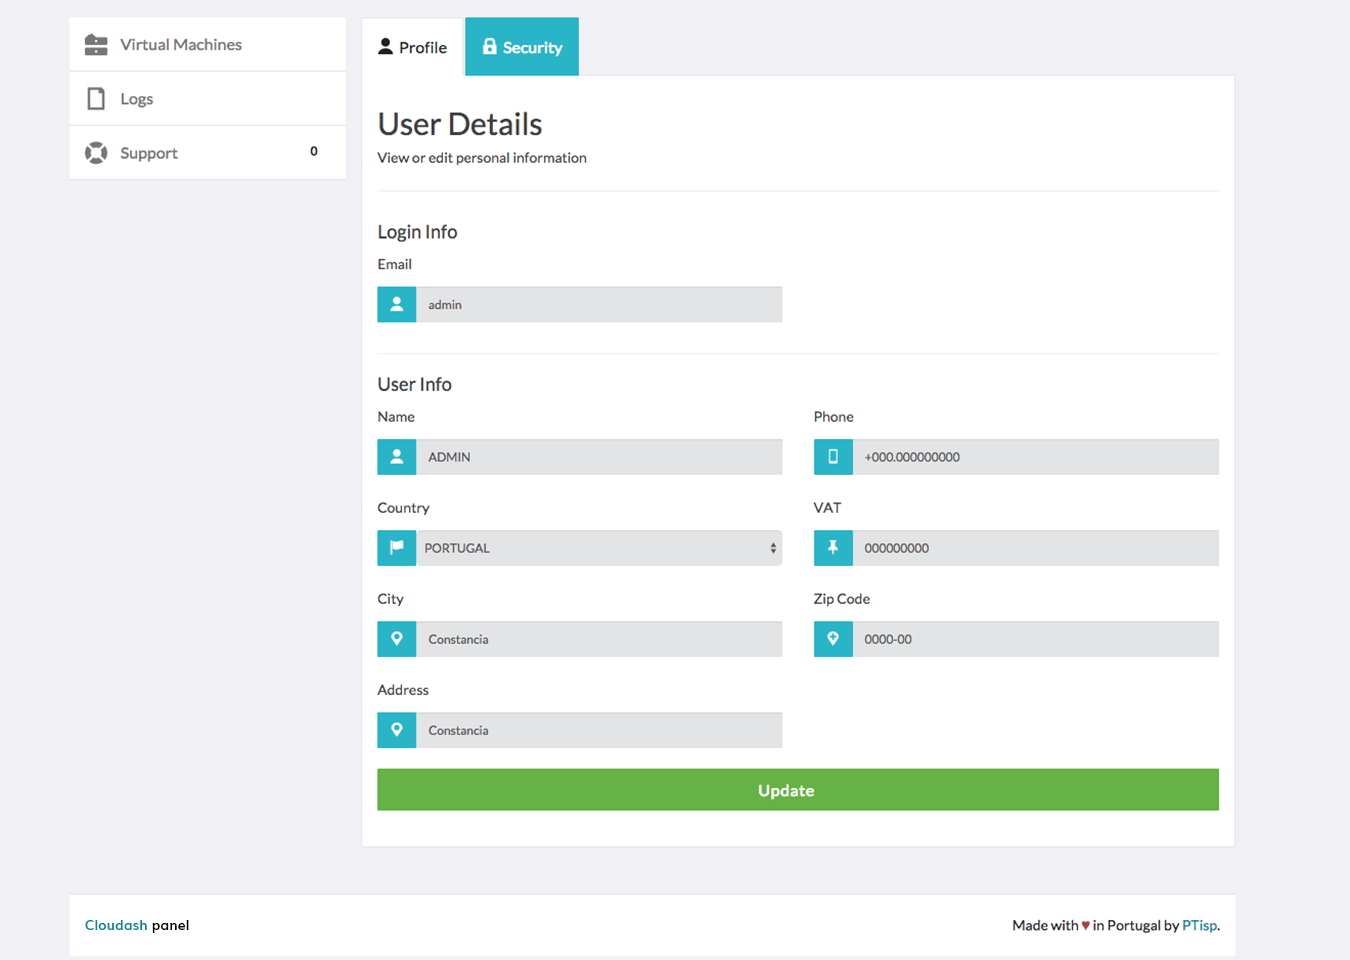 Virtual Machines
Logs
Support 0
Profile
Security
User Details
View or edit personal information
Login Info
Email
admin
User Info
Name
ADMIN
Phone
+000.000000000
Country
PORTUGAL
VAT
000000000
City
Constancia
Zip Code
0000-00
Address
Constancia
Update
Cloudash panel
Made with ♥ in Portugal by PTisp.